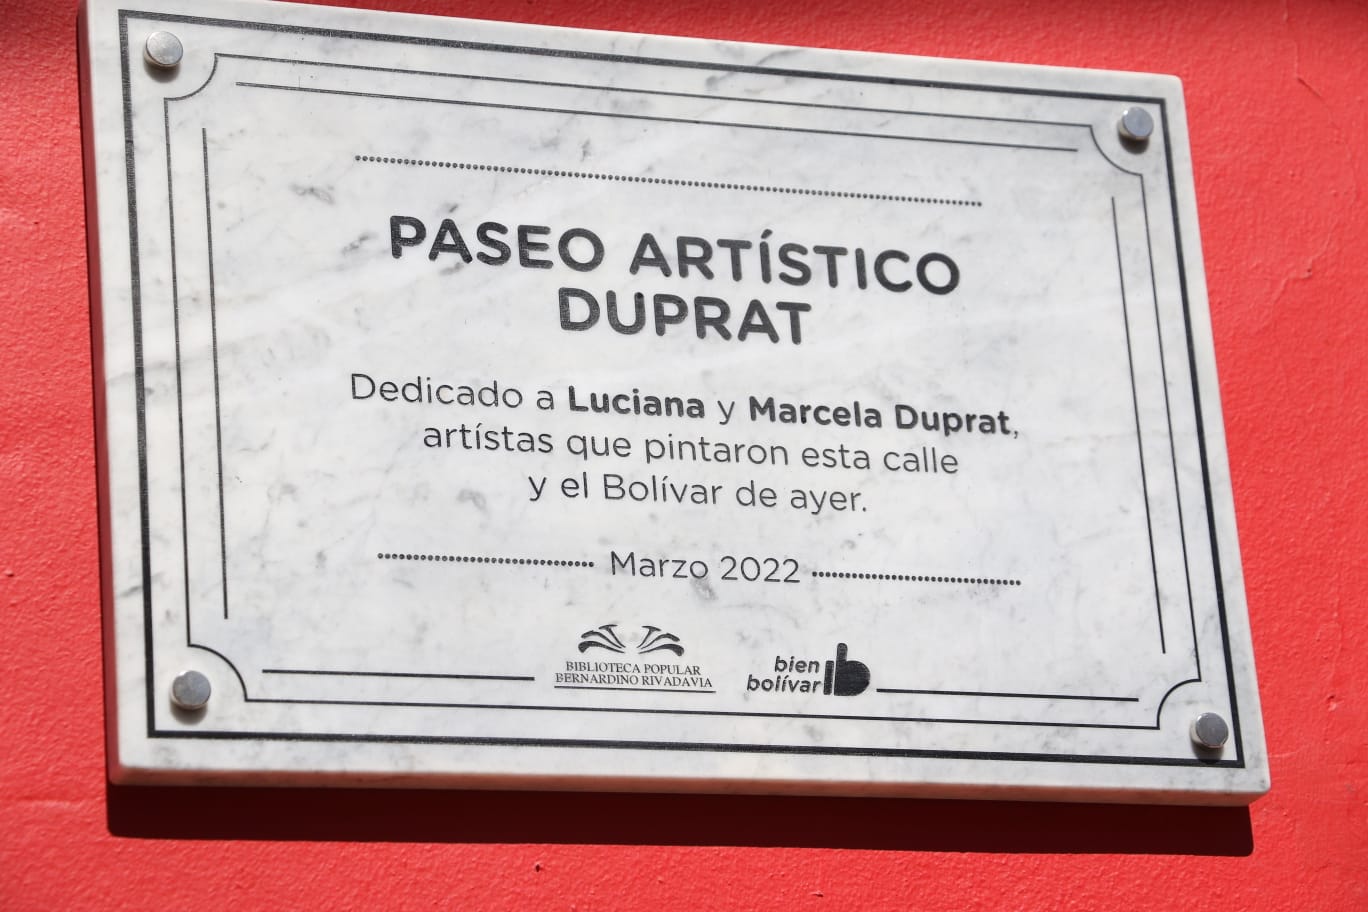 PASEO ARTÍSTICO
DUPRAT
Dedicado a Luciana y Marcela Duprat,
artístas que pintaron esta calle
y el Bolívar de ayer.
Marzo 2022
BIBLIOTECA POPULAR
BERNARDINO RIVADAVIA
bien
bolívar b